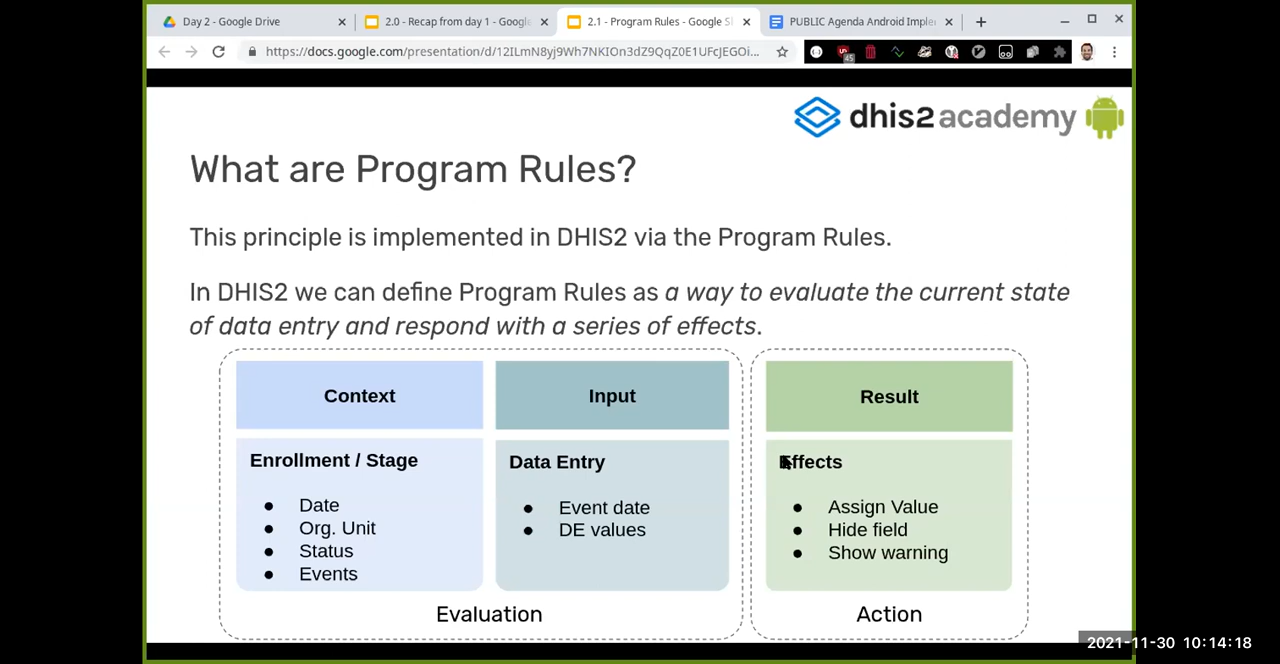 Day 2 - Google Drive
2.0 - Recap from day 1 - Googl
2.1 - Program Rules - Google Sl
PUBLIC Agenda Android Imple
https://docs.google.com/presentation/d/12ILmN8yj9Wh7NKIOn3dZ9QqZ0E1UFcJEGOi...
45
dhis2 academy
What are Program Rules?
This principle is implemented in DHIS2 via the Program Rules.
In DHIS2 we can define Program Rules as a way to evaluate the current state
of data entry and respond with a series of effects.
Context
Enrollment / Stage
● Date
● Org. Unit
● Status
● Events
Input
Data Entry
● Event date
● DE values
Evaluation
Result
Effects
● Assign Value
● Hide field
● Show warning
Action
2021-11-30 10:14:18